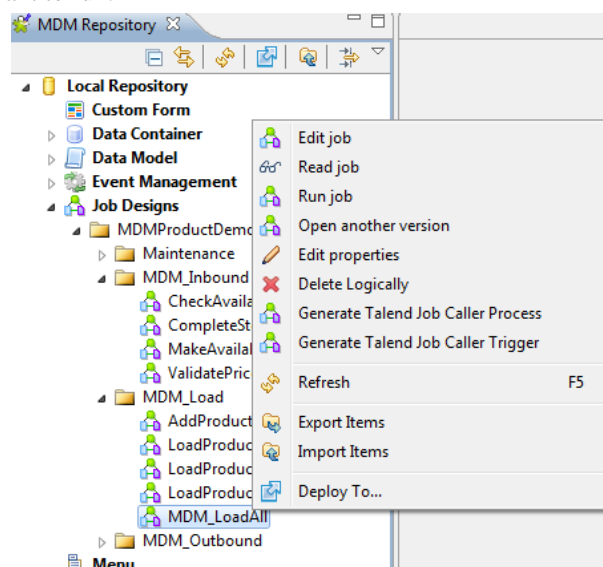 MDM Repository
Local Repository
Custom Form
Data Container
Data Model
Event Management
Job Designs
MDMProductDemo
Maintenance
MDM_Inbound
CheckAvaila
CompleteSt
MakeAvailal
ValidatePric
MDM_Load
AddProduct
LoadProduc
LoadProduc
LoadProduc
MDM_LoadAll
MDM_Outbound
Menu
Edit job
Read job
Run job
Open another version
Edit properties
Delete Logically
Generate Talend Job Caller Process
Generate Talend Job Caller Trigger
Refresh F5
Export Items
Import Items
Deploy To...